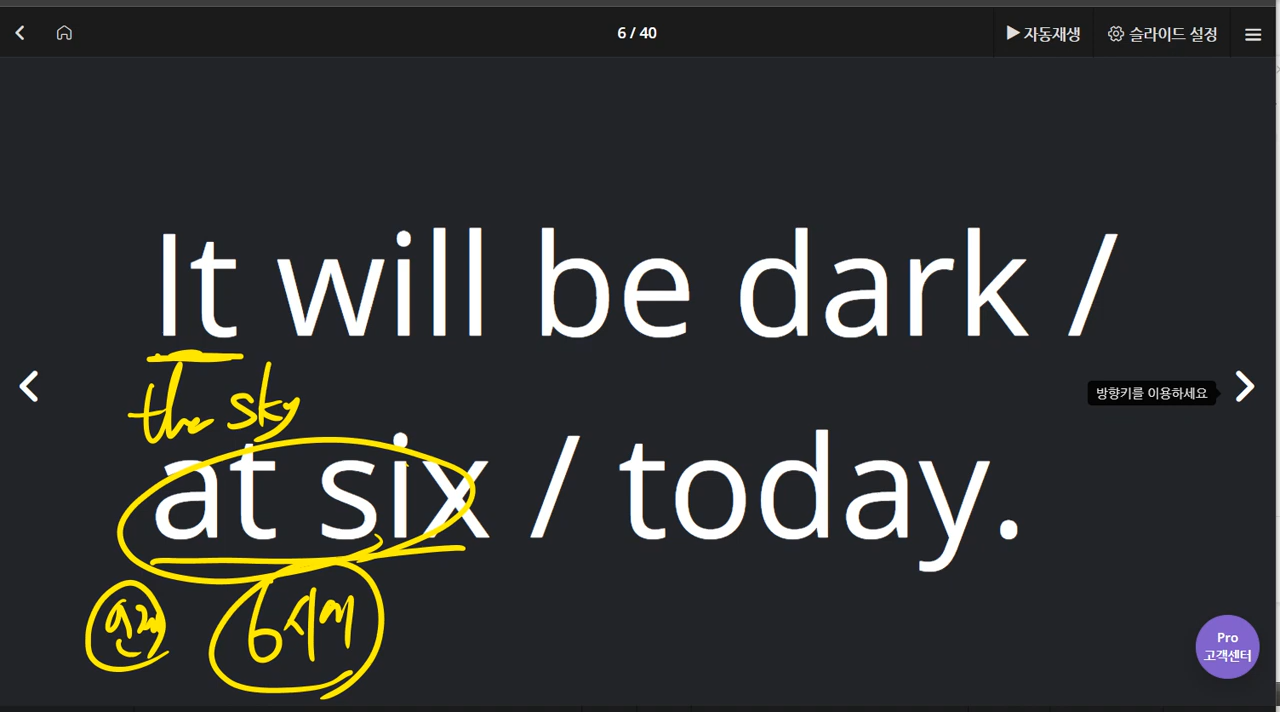 6 / 40
▶ 자동재생
슬라이드 설정
It will be dark /
the sky
방향키를 이용하세요
at six / today.
언제
6시에
Pro
고객센터